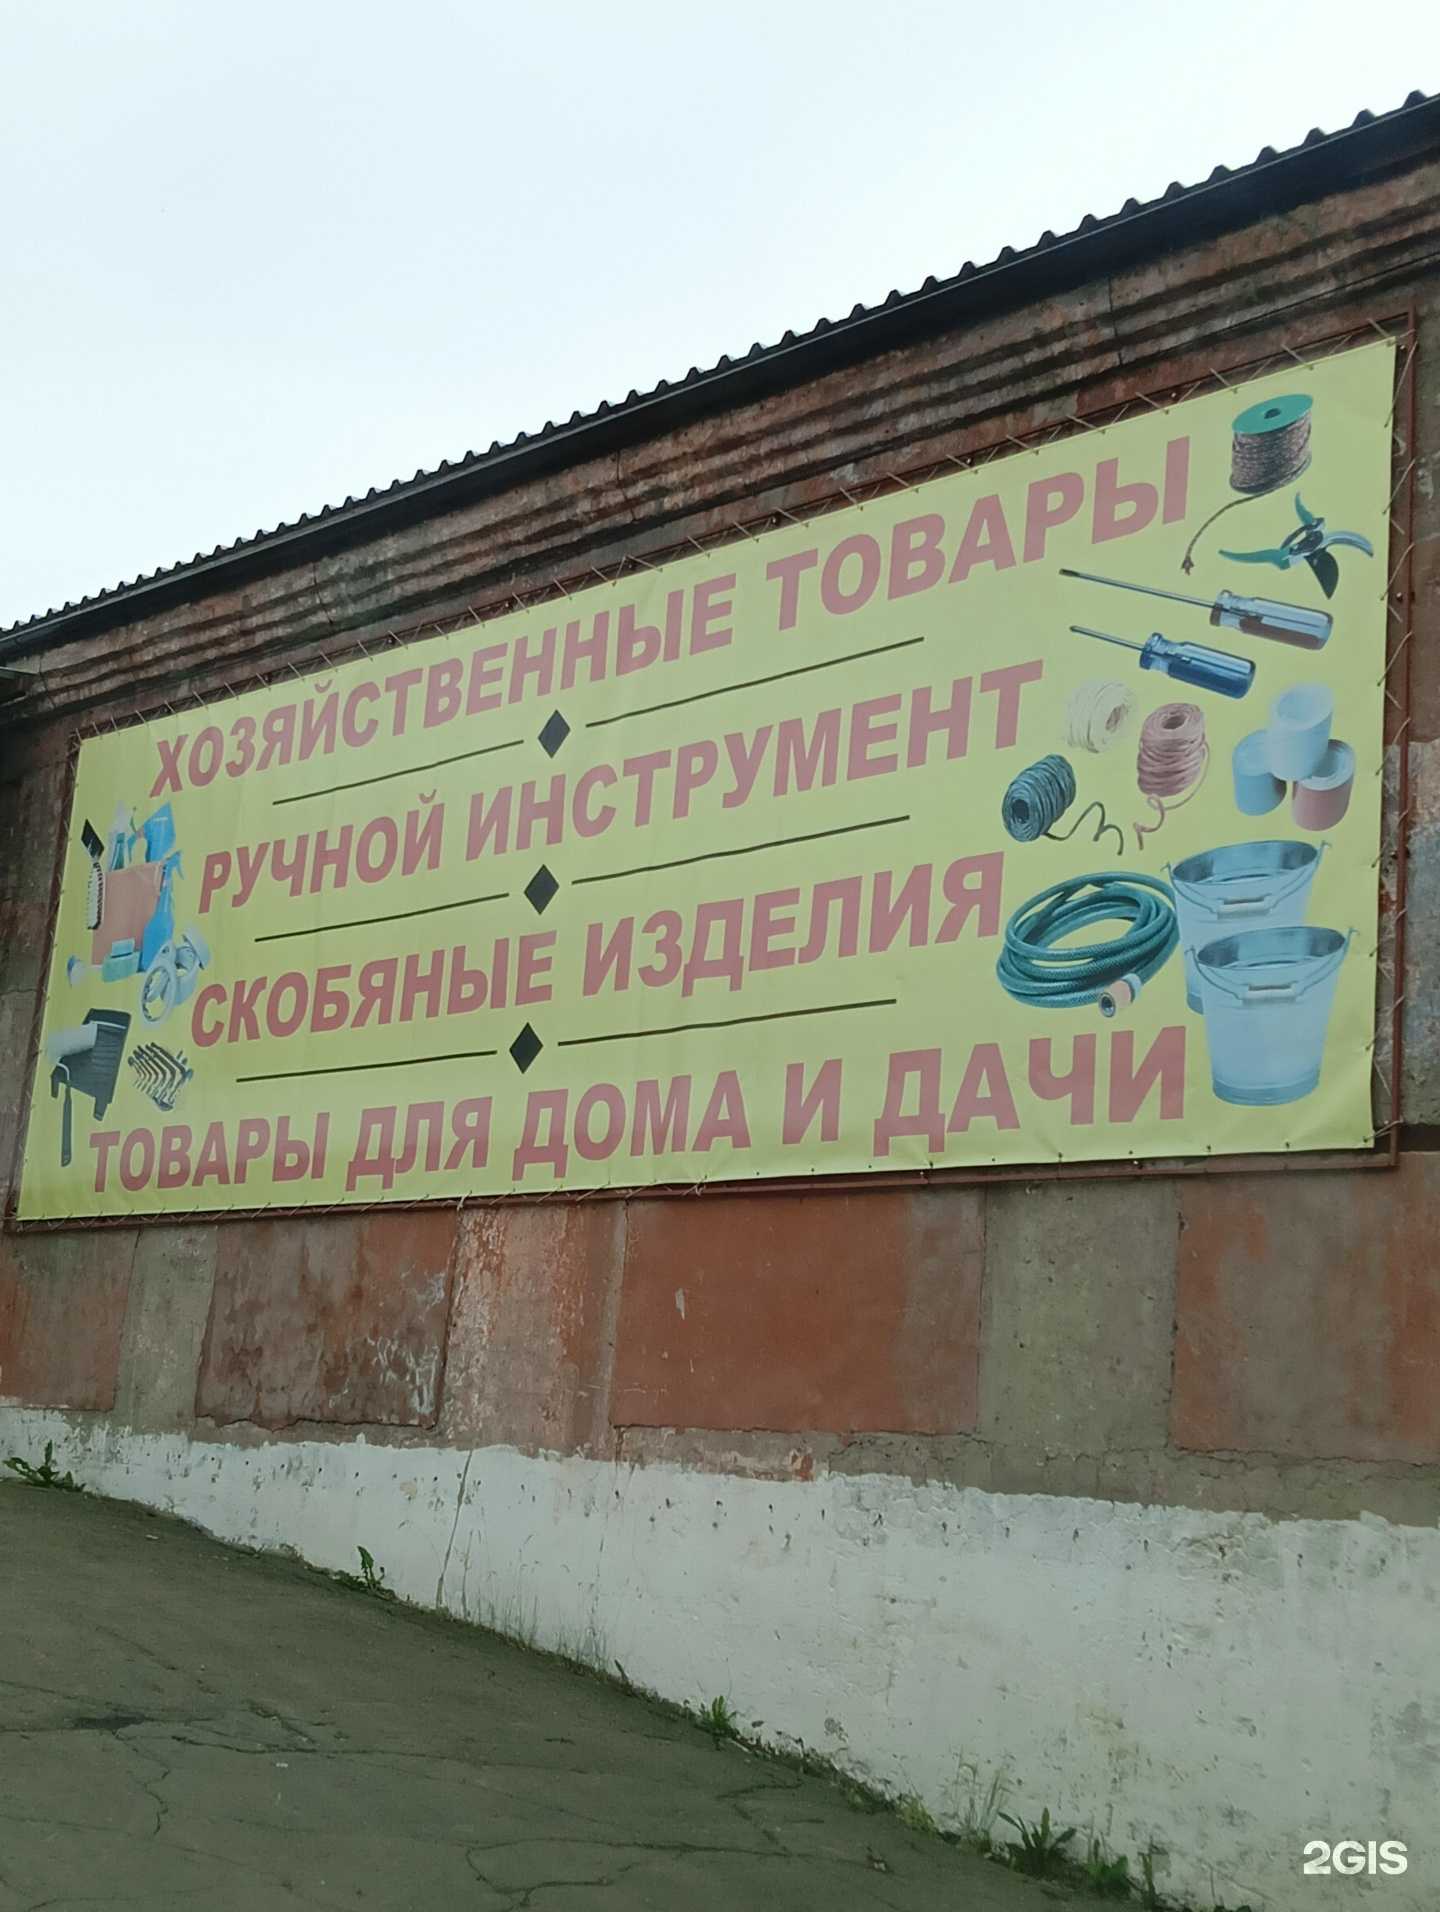 ХОЗЯЙСТВЕННЫЕ ТОВАРЫ
РУЧНОЙ ИНСТРУМЕНТ
СКОБЯНЫЕ ИЗДЕЛИЯ
ТОВАРЫ ДЛЯ ДОМА И ДАЧИ
2GIS